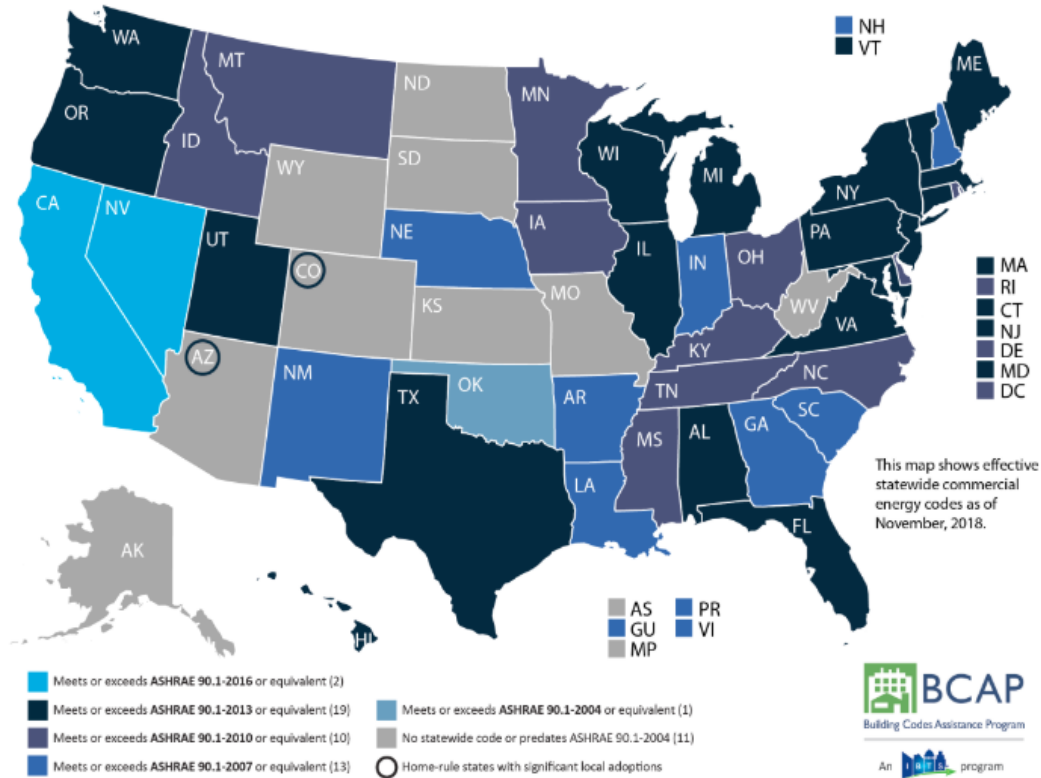 WA
MT
ND
MN
NH
VT
ME
OR
ID
SD
WI
MI
WY
NY
CA
NV
UT
NE
IA
IL
IN
OH
PA
CO
KS
MO
WV
VA
MA
RI
CT
NJ
DE
MD
DC
KY
AZ
NM
TX
OK
AR
TN
NC
SC
MS
AL
GA
LA
FL
This map shows effective
statewide commercial
energy codes as of
November, 2018.
AK
HI
AS
PR
GU
VI
MP
Meets or exceeds ASHRAE 90.1-2016 or equivalent (2)
Meets or exceeds ASHRAE 90.1-2013 or equivalent (19)
Meets or exceeds ASHRAE 90.1-2010 or equivalent (10)
Meets or exceeds ASHRAE 90.1-2007 or equivalent (13)
Meets or exceeds ASHRAE 90.1-2004 or equivalent (1)
No statewide code or predates ASHRAE 90.1-2004 (11)
Home-rule states with significant local adoptions
BCAP
Building Codes Assistance Program
An IBTS program